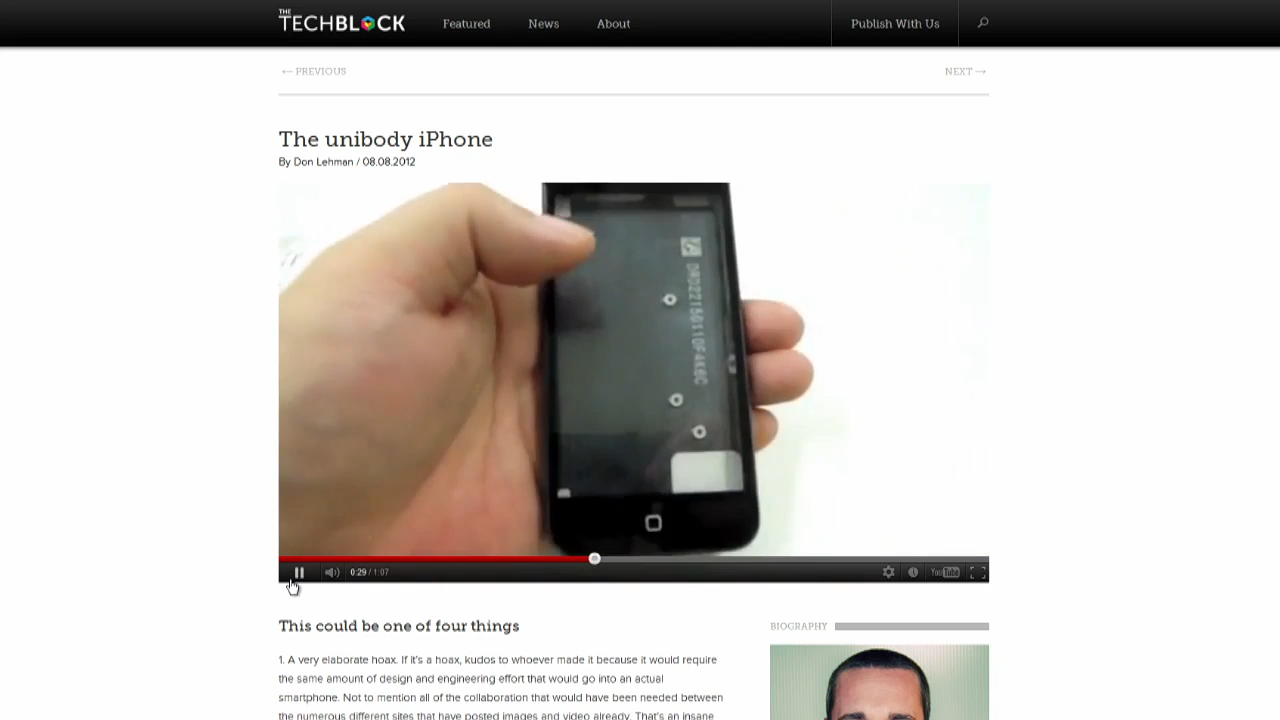 THE
TECHBLOCK
Featured
News
About
Publish With Us
← PREVIOUS
NEXT →
The unibody iPhone
By Don Lehman / 08.08.2012
0:29 / 1:07
YouTube
This could be one of four things
BIOGRAPHY
1. A very elaborate hoax. If it's a hoax, kudos to whoever made it because it would require
the same amount of design and engineering effort that would go into an actual
smartphone. Not to mention all of the collaboration that would have been needed between
the numerous different sites that have posted images and video already. That's an insane